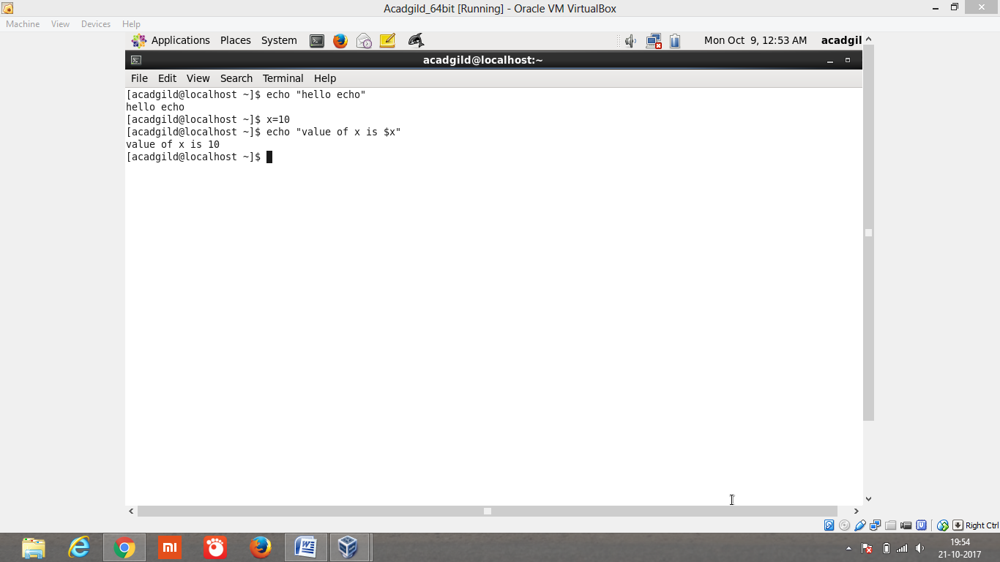 Acadgild_64bit [Running] - Oracle VM VirtualBox
Machine View Devices Help
Applications Places System Mon Oct 9, 12:53 AM acadgil
acadgild@localhost:~
File Edit View Search Terminal Help
[acadgild@localhost ~]$ echo "hello echo"
hello echo
[acadgild@localhost ~]$ x=10
[acadgild@localhost ~]$ echo "value of x is $x"
value of x is 10
[acadgild@localhost ~]$
Right Ctrl
mi
19:54
21-10-2017